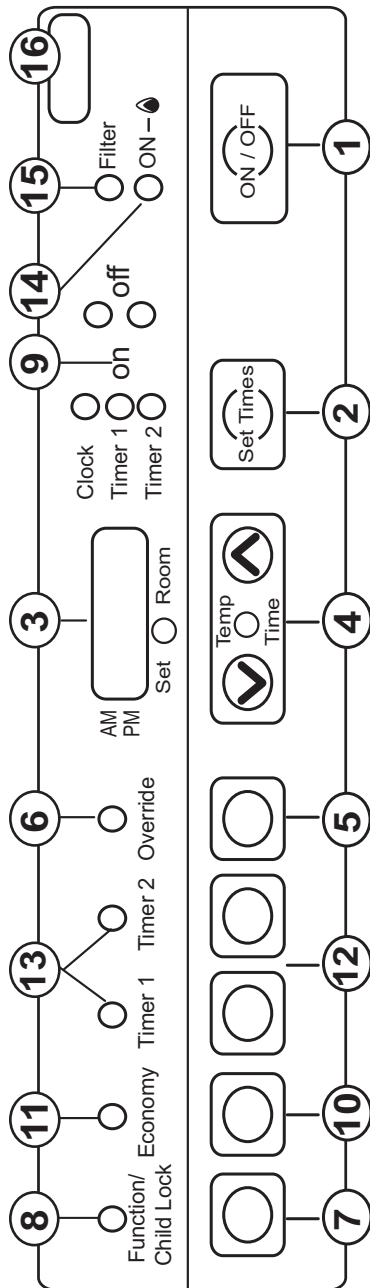 8
11
13
6
3
9
14
15
16
Function/
Child Lock
Economy
Timer 1
Timer 2
Override
AM
PM
Set
Room
Clock
Timer 1
Timer 2
on
off
Filter
ON –
Temp
Time
Set Times
ON / OFF
7
10
12
5
4
2
1